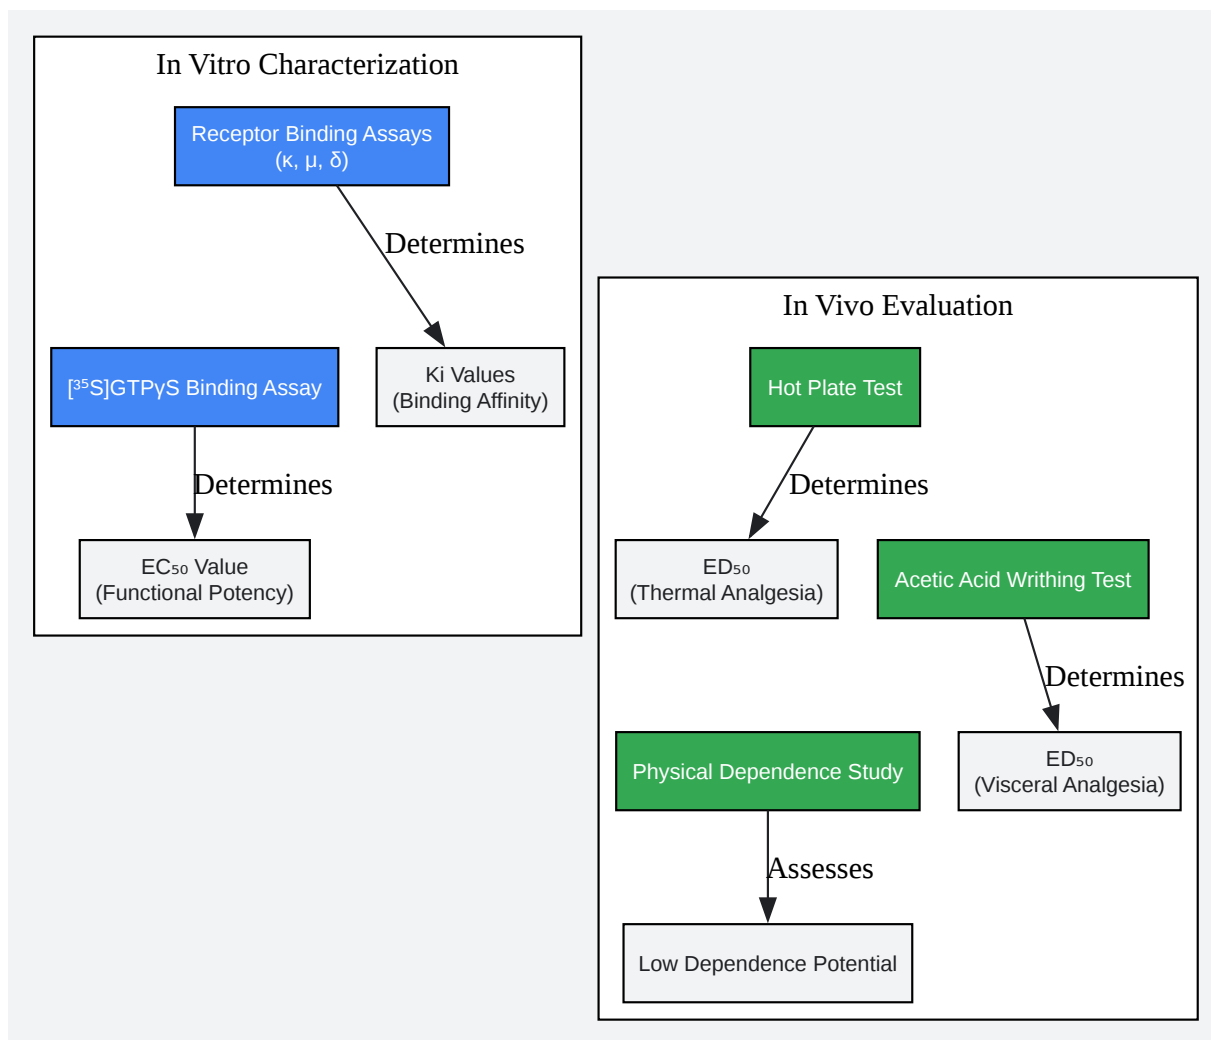 In Vitro Characterization
Receptor Binding Assays
(κ, μ, δ)
Determines
[³⁵S]GTPγS Binding Assay
Ki Values
(Binding Affinity)
Determines
EC₅₀ Value
(Functional Potency)
In Vivo Evaluation
Hot Plate Test
Determines
ED₅₀
(Thermal Analgesia)
Acetic Acid Writhing Test
Determines
Physical Dependence Study
ED₅₀
(Visceral Analgesia)
Assesses
Low Dependence Potential